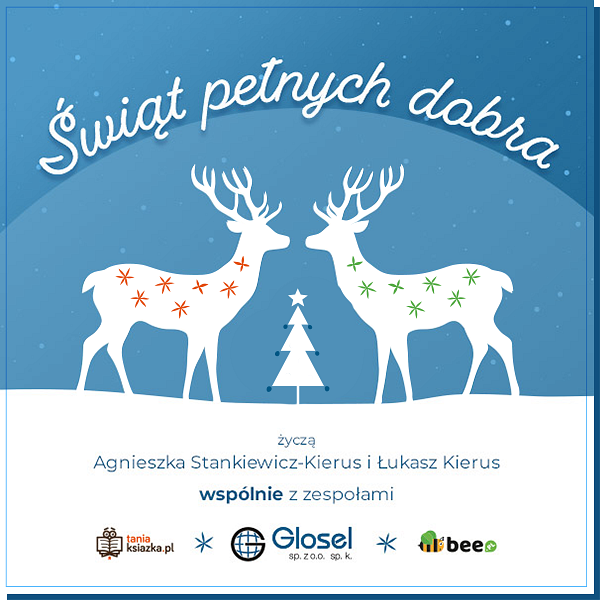 Świąt pełnych dobra
życzą
Agnieszka Stankiewicz-Kierus i Łukasz Kierus
wspólnie z zespołami
tania
ksiazka.pl
Glosel
sp. z o.o. sp. k.
bee